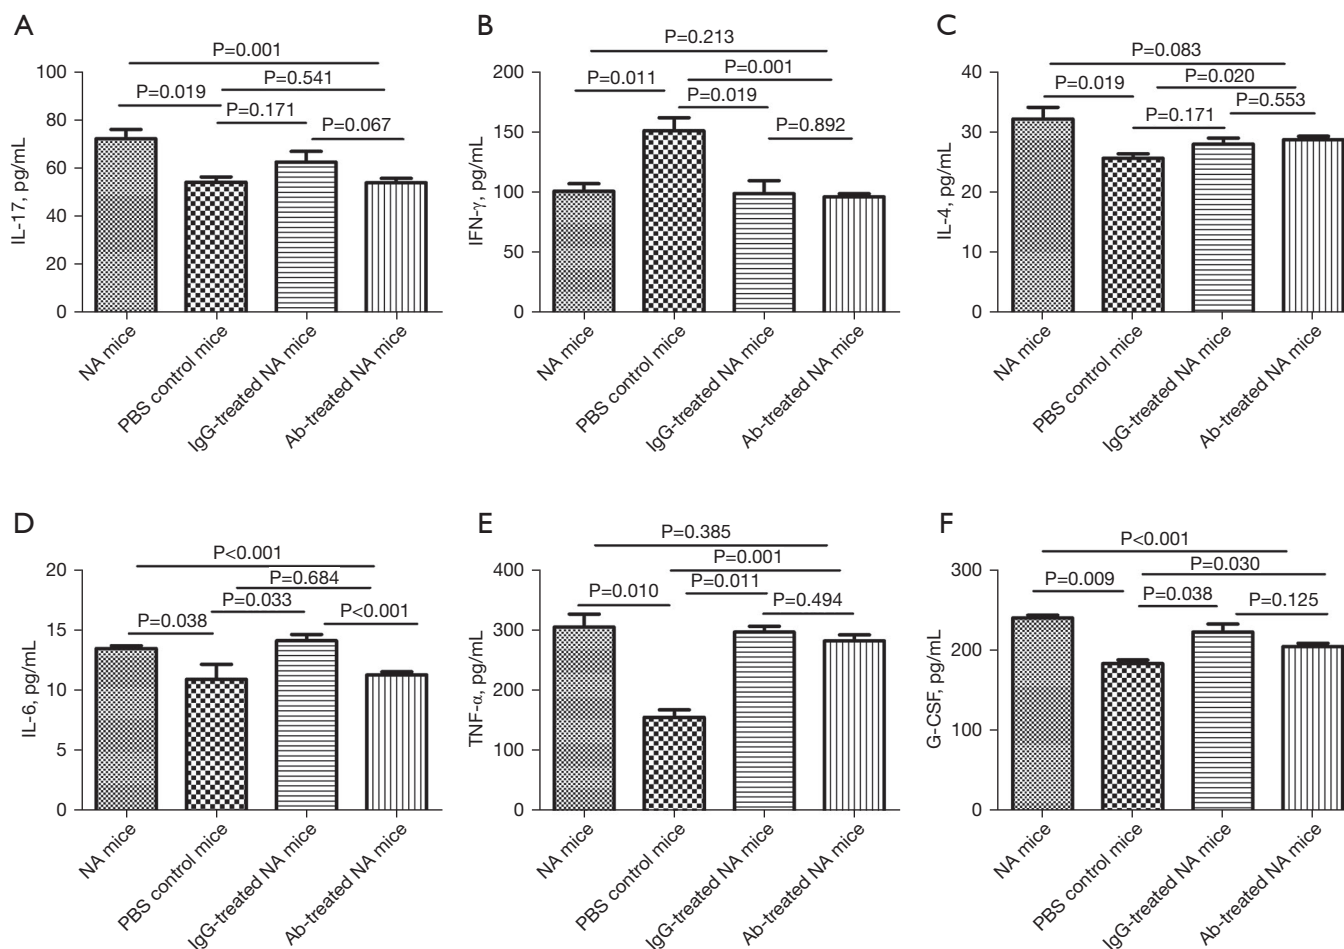 A
P=0.001
P=0.541
P=0.019
P=0.171
P=0.067
100
80
60
40
20
0
IL-17, pg/mL
NA mice
PBS control mice
IgG-treated NA mice
Ab-treated NA mice
B
P=0.213
P=0.011
P=0.001
P=0.019
P=0.892
200
150
100
50
0
IFN-γ, pg/mL
NA mice
PBS control mice
IgG-treated NA mice
Ab-treated NA mice
C
P=0.083
P=0.019
P=0.020
P=0.171
P=0.553
40
30
20
10
0
IL-4, pg/mL
NA mice
PBS control mice
IgG-treated NA mice
Ab-treated NA mice
D
P<0.001
P=0.684
P=0.033
P=0.038
P<0.001
20
15
10
5
0
IL-6, pg/mL
NA mice
PBS control mice
IgG-treated NA mice
Ab-treated NA mice
E
P=0.385
P=0.001
P=0.010
P=0.011
P=0.494
400
300
200
100
0
TNF-α, pg/mL
NA mice
PBS control mice
IgG-treated NA mice
Ab-treated NA mice
F
P<0.001
P=0.030
P=0.009
P=0.038
P=0.125
300
200
100
0
G-CSF, pg/mL
NA mice
PBS control mice
IgG-treated NA mice
Ab-treated NA mice